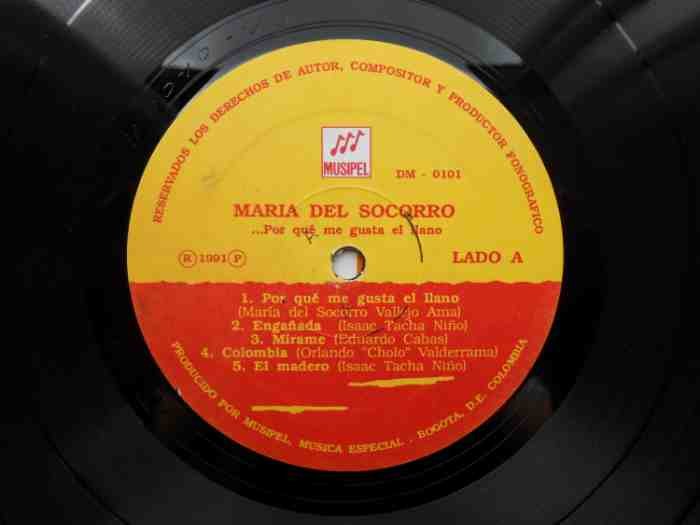 RESERVADOS LOS DERECHOS DE AUTOR, COMPOSITOR Y PRODUCTOR FONOGRAFICO
MUSIPEL
DM - 0101
MARIA DEL SOCORRO
...Por qué me gusta el llano
R 1991 P
LADO A
1. Por qué me gusta el llano
(María del Socorro Vallejo Ama)
2. Engañada (Isaac Tacha Niño)
3. Mírame (Eduardo Cabas)
4. Colombia (Orlando "Cholo" Valderrama)
5. El madero (Isaac Tacha Niño)
PRODUCIDO POR MUSIPEL, MUSICA ESPECIAL - BOGOTA, D.E. COLOMBIA